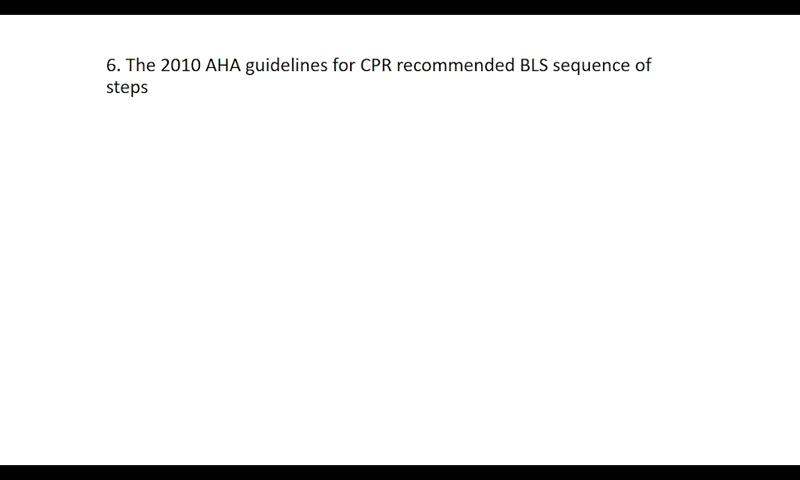 6. The 2010 AHA guidelines for CPR recommended BLS sequence of
steps